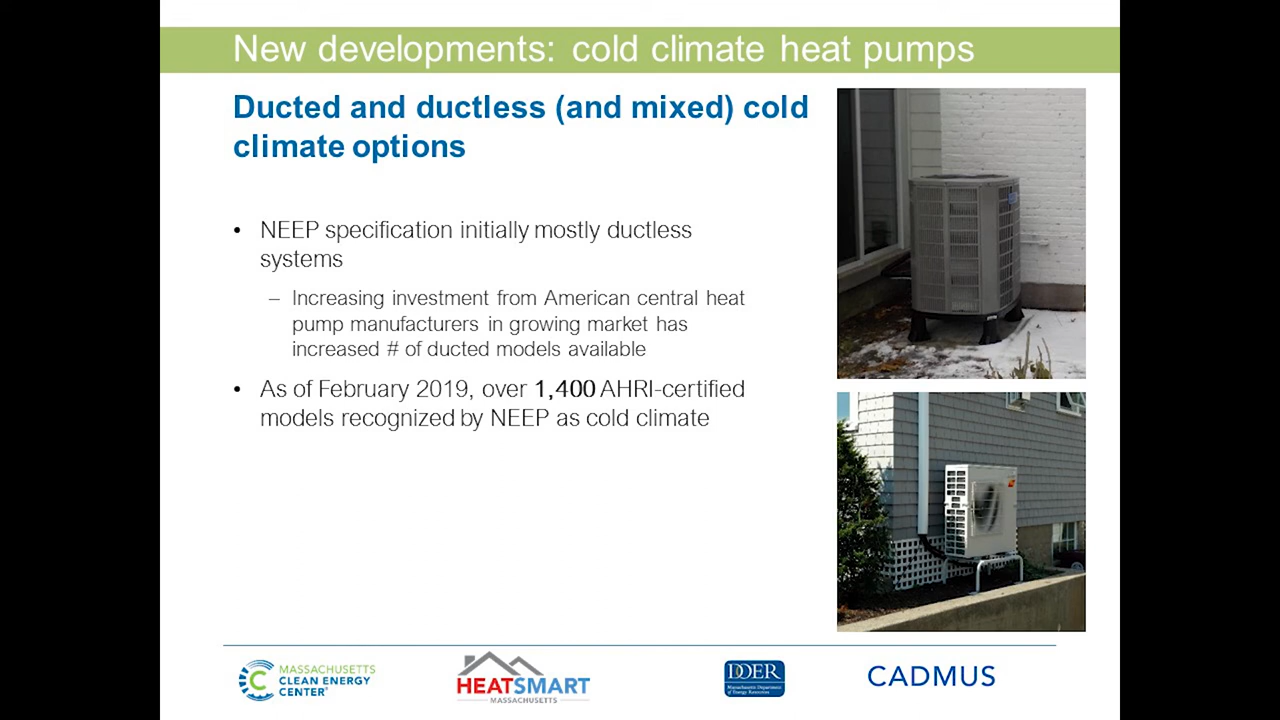 New developments: cold climate heat pumps
Ducted and ductless (and mixed) cold
climate options
• NEEP specification initially mostly ductless
systems
– Increasing investment from American central heat
pump manufacturers in growing market has
increased # of ducted models available
• As of February 2019, over 1,400 AHRI-certified
models recognized by NEEP as cold climate
MASSACHUSETTS
CLEAN ENERGY
CENTER
HEATSMART
MASSACHUSETTS
DOER
Massachusetts Department
of Energy Resources
CADMUS